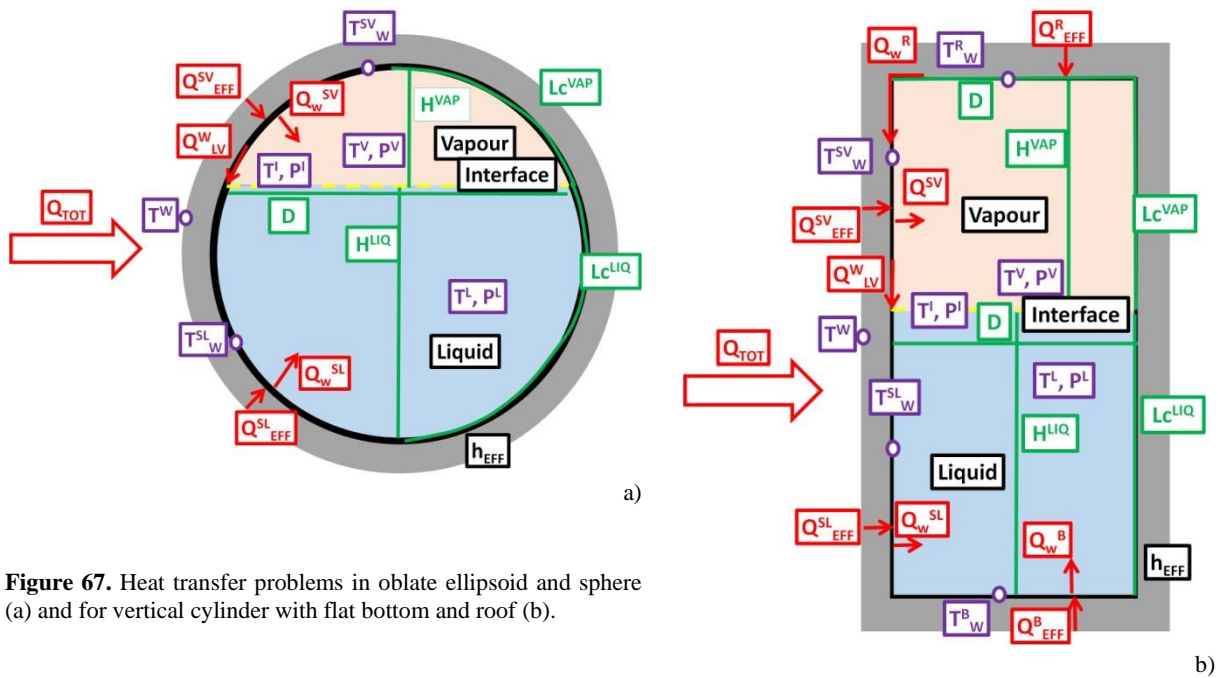 T^SV_W
Q^SV_EFF
Q_w^SV
H^VAP
Lc^VAP
Q^W_LV
T^V, P^V
Vapour
T^I, P^I
Interface
Q_TOT
T^W
D
H^LIQ
Lc^LIQ
T^L, P^L
T^SL_W
Liquid
Q_w^SL
Q^SL_EFF
h_EFF
a)
Figure 67. Heat transfer problems in oblate ellipsoid and sphere
(a) and for vertical cylinder with flat bottom and roof (b).
Q_w^R
T^R_W
Q^R_EFF
D
H^VAP
T^SV_W
Q^SV
Vapour
Lc^VAP
Q^SV_EFF
Q^W_LV
T^V, P^V
T^I, P^I
Interface
D
T^W
Q_TOT
T^L, P^L
T^SL_W
H^LIQ
Lc^LIQ
Liquid
Q^SL_EFF
Q_w^SL
Q_w^B
h_EFF
T^B_W
Q^B_EFF
b)